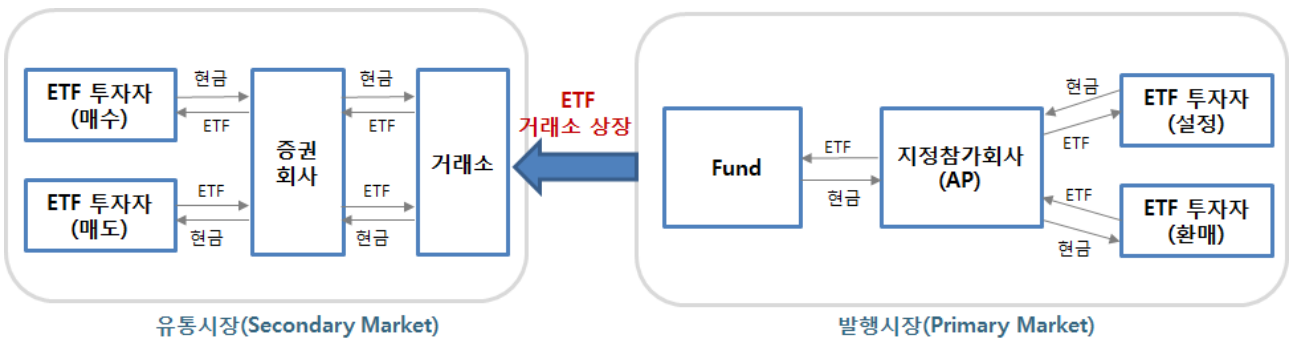 ETF 투자자
(매수)
현금
ETF
ETF 투자자
(매도)
ETF
현금
증권
회사
현금
ETF
ETF
현금
거래소
ETF
거래소 상장
Fund
ETF
현금
지정참가회사
(AP)
현금
ETF
ETF 투자자
(설정)
ETF
현금
ETF 투자자
(환매)
유통시장(Secondary Market)
발행시장(Primary Market)